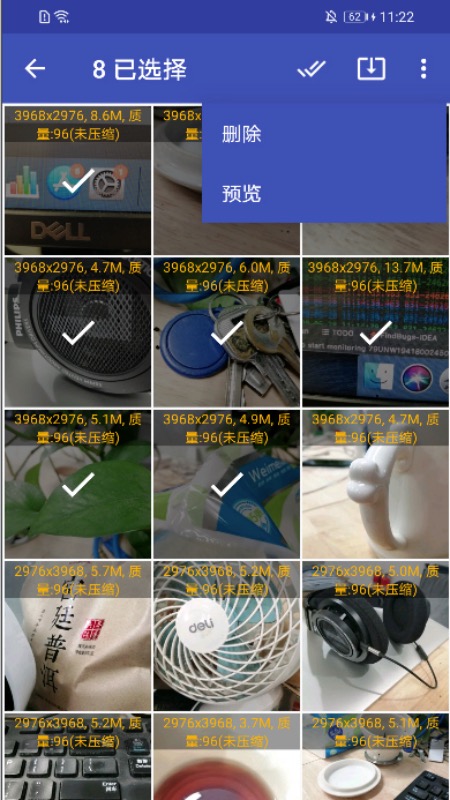 62 11:22
8 已选择
删除
预览
3968x2976, 8.6M, 质
量:96(未压缩)
3968x
DELL
3968x2976, 4.7M, 质
量:96(未压缩)
PHILIPS
3968x2976, 6.0M, 质
量:96(未压缩)
3968x2976, 13.7M, 质
量:96(未压缩)
TODO
FindBugs-IDEA
3968x2976, 5.1M, 质
量:96(未压缩)
3968x2976, 4.9M, 质
量:96(未压缩)
3968x2976, 4.7M, 质
量:96(未压缩)
2976x3968, 5.7M, 质
量:96(未压缩)
廷普洱
2976x3968, 5.2M, 质
量:96(未压缩)
deli
2976x3968, 5.0M, 质
量:96(未压缩)
2976x3968, 5.2M, 质
量:96(未压缩)
2976x3968, 3.7M, 质
量:96(未压缩)
2976x3968, 5.1M, 质
量:96(未压缩)